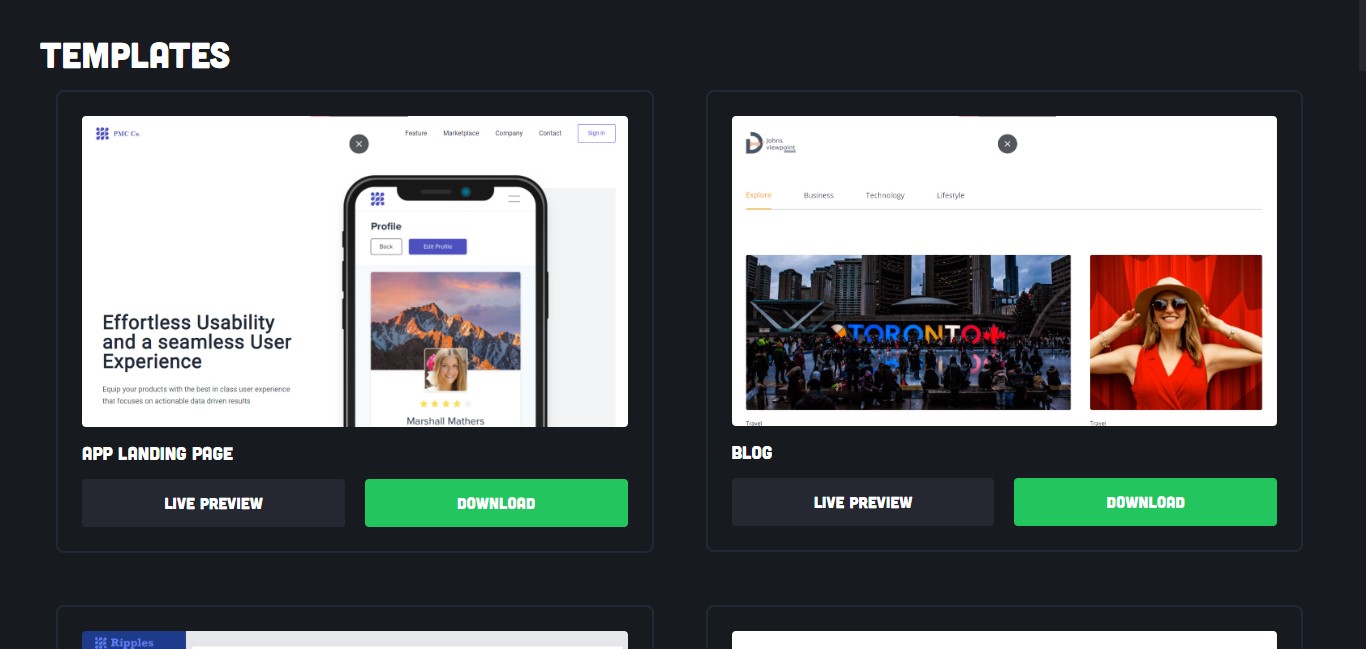 TEMPLATES
PMC Co.
Feature Marketplace Company Contact Sign In
Profile
Back Edit Profile
Effortless Usability
and a seamless User
Experience
Equip your products with the best in class user experience
that focuses on actionable data driven results
Marshall Mathers
APP LANDING PAGE
LIVE PREVIEW DOWNLOAD
Johns
viewpoint
Explore Business Technology Lifestyle
TORONTO
Travel Travel
BLOG
LIVE PREVIEW DOWNLOAD
Ripples